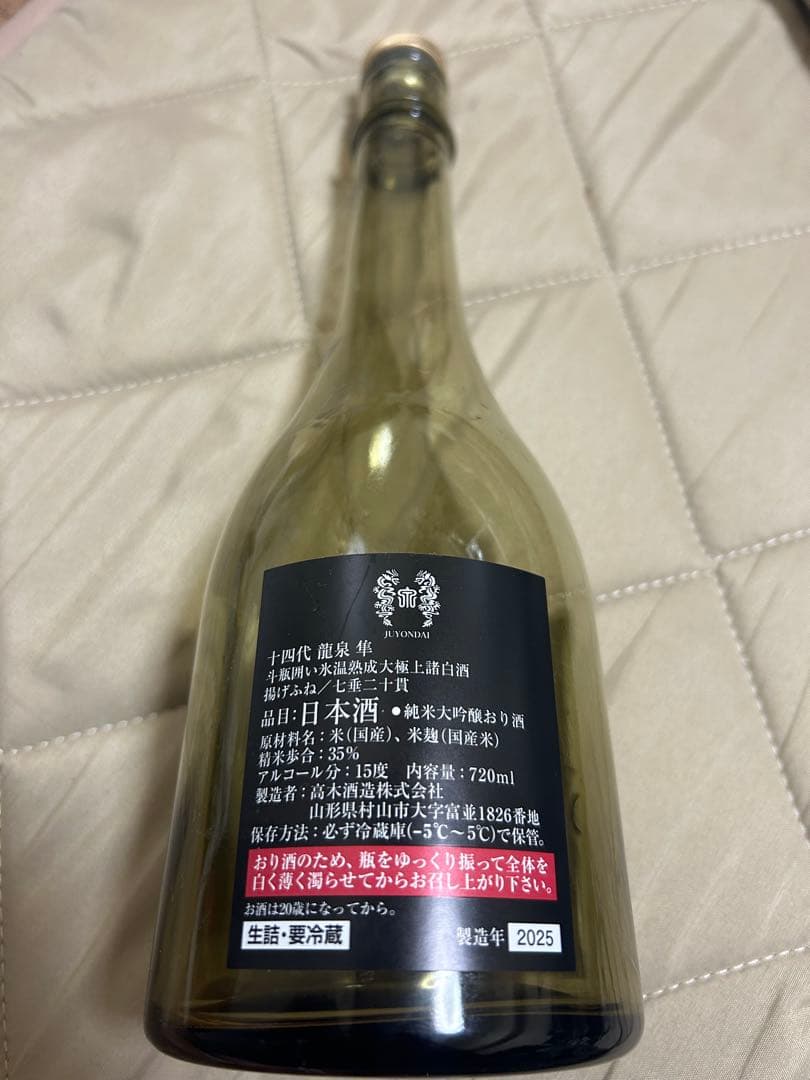 JUYONDAI
十四代 龍泉 隼
斗瓶囲い氷温熟成大極上諸白酒
揚げふね／七垂二十貫
品目：日本酒 ●純米大吟醸おり酒
原材料名：米（国産）、米麹（国産米）
精米歩合：35％
アルコール分：15度 内容量：720ml
製造者：高木酒造株式会社
山形県村山市大字富並1826番地
保存方法：必ず冷蔵庫（−5℃〜5℃）で保管。
おり酒のため、瓶をゆっくり振って全体を
白く薄く濁らせてからお召し上がり下さい。
お酒は20歳になってから。
生詰・要冷蔵 製造年 2025